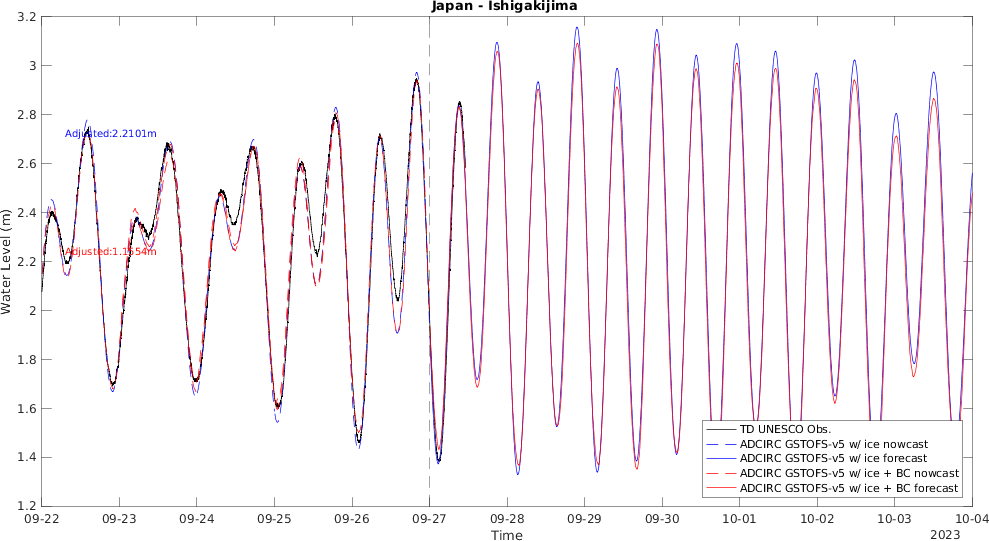 Japan - Ishigakijima
3.2
3
2.8
2.6
2.4
2.2
2
1.8
1.6
1.4
1.2
Water Level (m)
Adjusted:2.2101m
Adjusted:1.1554m
TD UNESCO Obs.
ADCIRC GSTOFS-v5 w/ ice nowcast
ADCIRC GSTOFS-v5 w/ ice forecast
ADCIRC GSTOFS-v5 w/ ice + BC nowcast
ADCIRC GSTOFS-v5 w/ ice + BC forecast
09-22 09-23 09-24 09-25 09-26 09-27 09-28 09-29 09-30 10-01 10-02 10-03 10-04
Time
2023